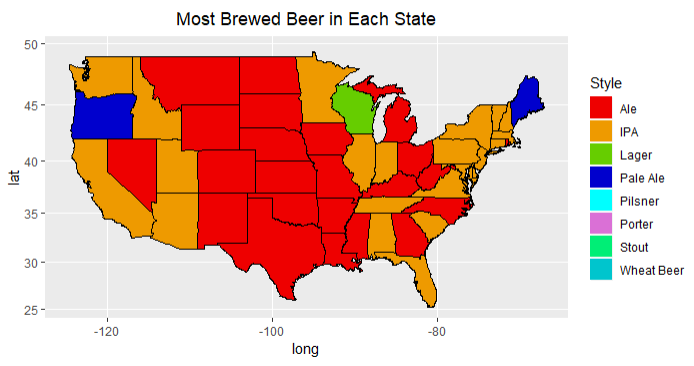 Most Brewed Beer in Each State
50
45
40
35
30
25
lat
-120
-100
-80
long
Style
Ale
IPA
Lager
Pale Ale
Pilsner
Porter
Stout
Wheat Beer